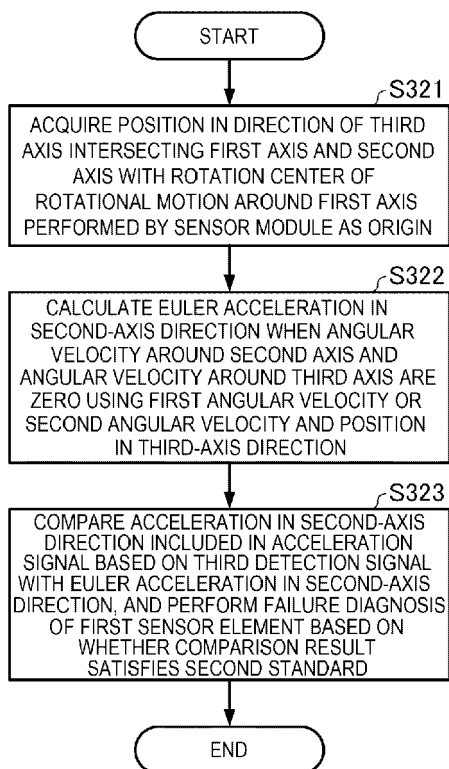 START
S321
ACQUIRE POSITION IN DIRECTION OF THIRD
AXIS INTERSECTING FIRST AXIS AND SECOND
AXIS WITH ROTATION CENTER OF
ROTATIONAL MOTION AROUND FIRST AXIS
PERFORMED BY SENSOR MODULE AS ORIGIN
S322
CALCULATE EULER ACCELERATION IN
SECOND-AXIS DIRECTION WHEN ANGULAR
VELOCITY AROUND SECOND AXIS AND
ANGULAR VELOCITY AROUND THIRD AXIS ARE
ZERO USING FIRST ANGULAR VELOCITY OR
SECOND ANGULAR VELOCITY AND POSITION
IN THIRD-AXIS DIRECTION
S323
COMPARE ACCELERATION IN SECOND-AXIS
DIRECTION INCLUDED IN ACCELERATION
SIGNAL BASED ON THIRD DETECTION SIGNAL
WITH EULER ACCELERATION IN SECOND-AXIS
DIRECTION, AND PERFORM FAILURE DIAGNOSIS
OF FIRST SENSOR ELEMENT BASED ON
WHETHER COMPARISON RESULT
SATISFIES SECOND STANDARD
END